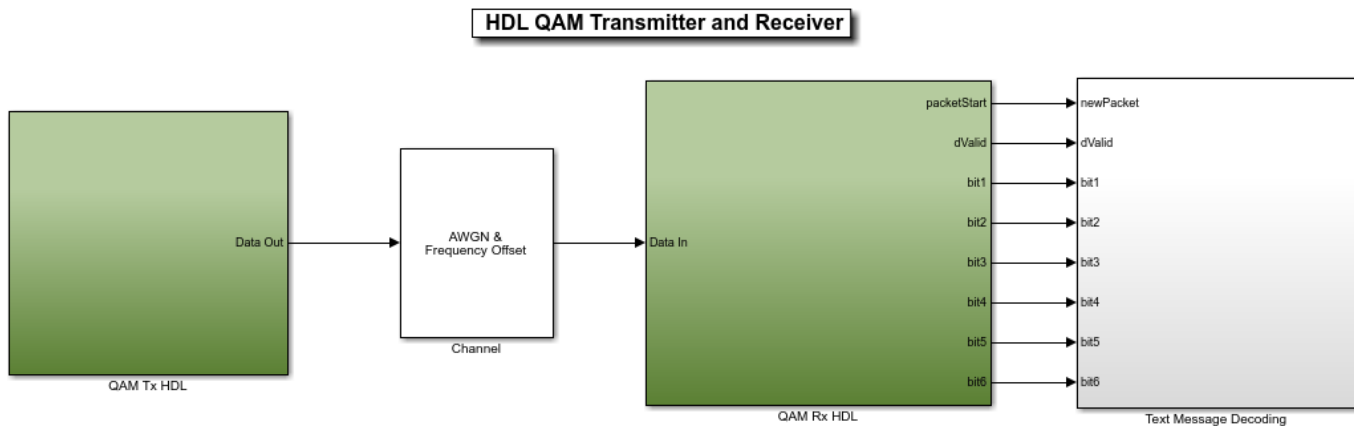 HDL QAM Transmitter and Receiver
Data Out
QAM Tx HDL
AWGN &
Frequency Offset
Channel
Data In
packetStart
dValid
bit1
bit2
bit3
bit4
bit5
bit6
QAM Rx HDL
newPacket
dValid
bit1
bit2
bit3
bit4
bit5
bit6
Text Message Decoding